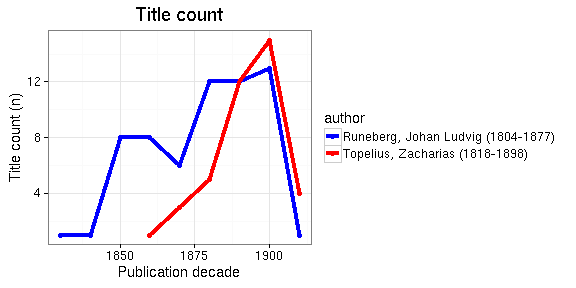 Title count
Title count (n)
12
8
4
1850
1875
1900
Publication decade
author
Runeberg, Johan Ludvig (1804-1877)
Topelius, Zacharias (1818-1898)